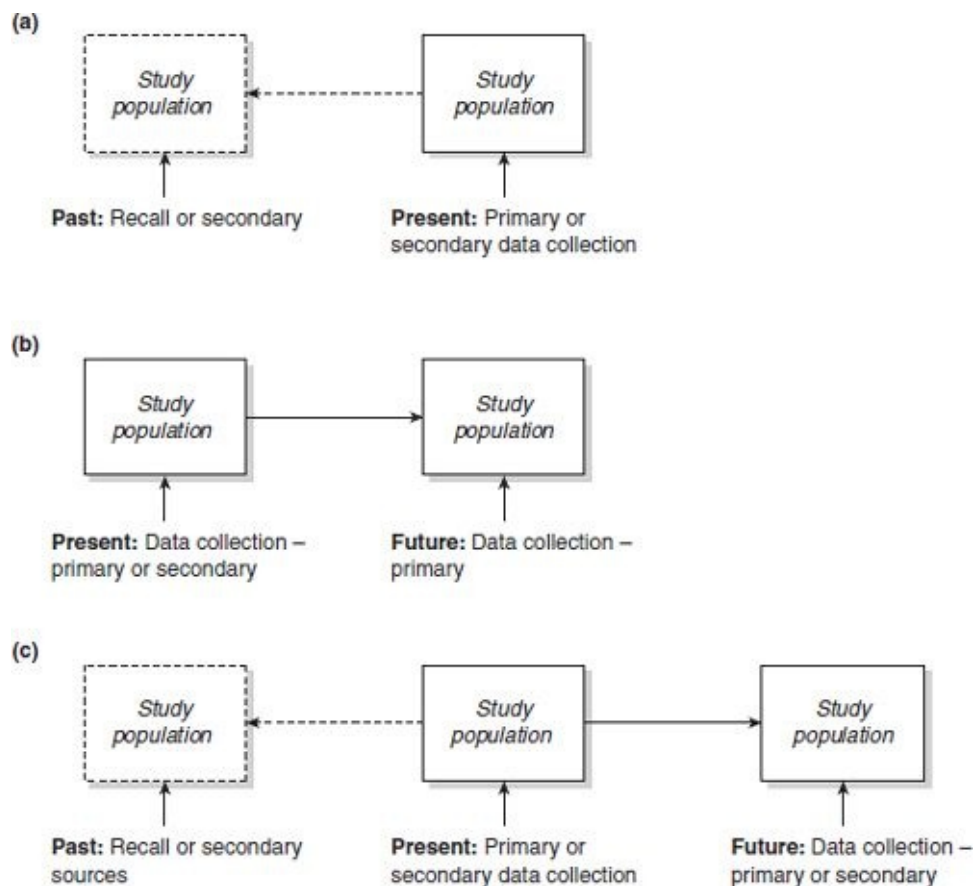 (a)
Study
population
Study
population
Past: Recall or secondary
Present: Primary or
secondary data collection
(b)
Study
population
Study
population
Present: Data collection –
primary or secondary
Future: Data collection –
primary
(c)
Study
population
Study
population
Study
population
Past: Recall or secondary
sources
Present: Primary or
secondary data collection
Future: Data collection –
primary or secondary